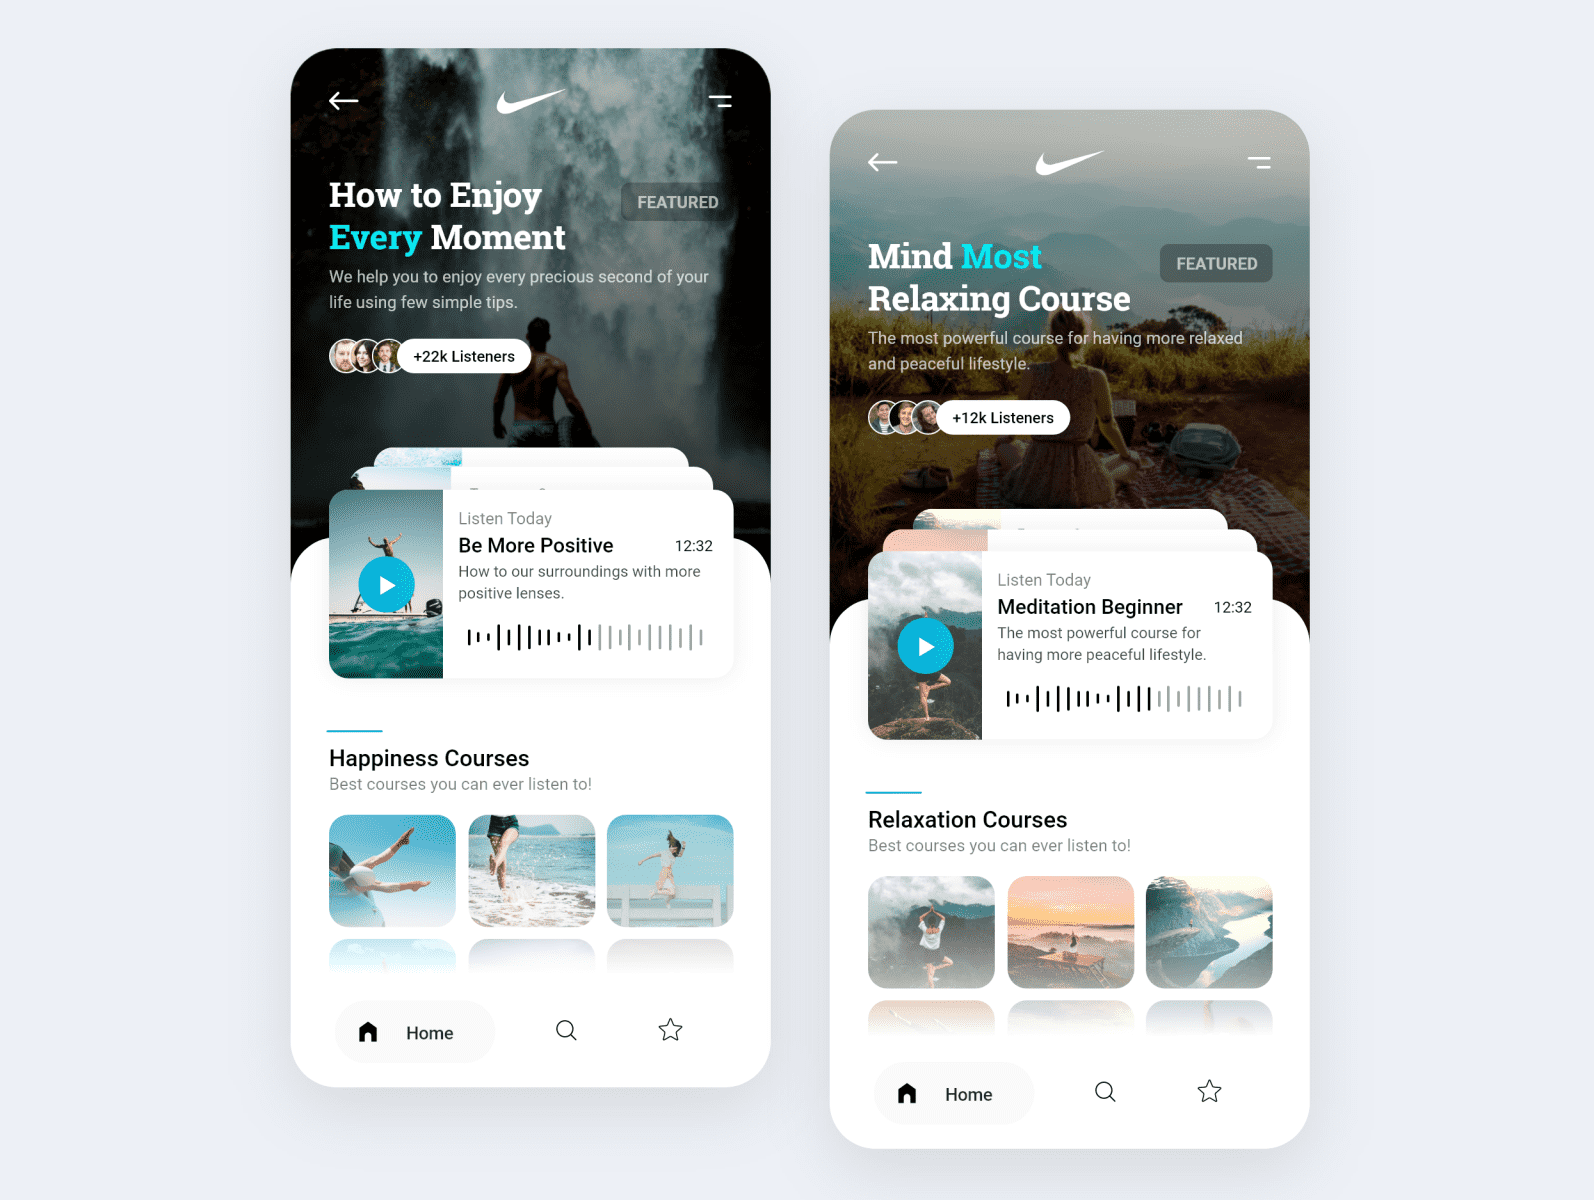 How to Enjoy
Every Moment
FEATURED
We help you to enjoy every precious second of your
life using few simple tips.
+22k Listeners
Listen Today
Be More Positive
12:32
How to our surroundings with more
positive lenses.
Happiness Courses
Best courses you can ever listen to!
Home
Mind Most
Relaxing Course
FEATURED
The most powerful course for having more relaxed
and peaceful lifestyle.
+12k Listeners
Listen Today
Meditation Beginner
12:32
The most powerful course for
having more peaceful lifestyle.
Relaxation Courses
Best courses you can ever listen to!
Home